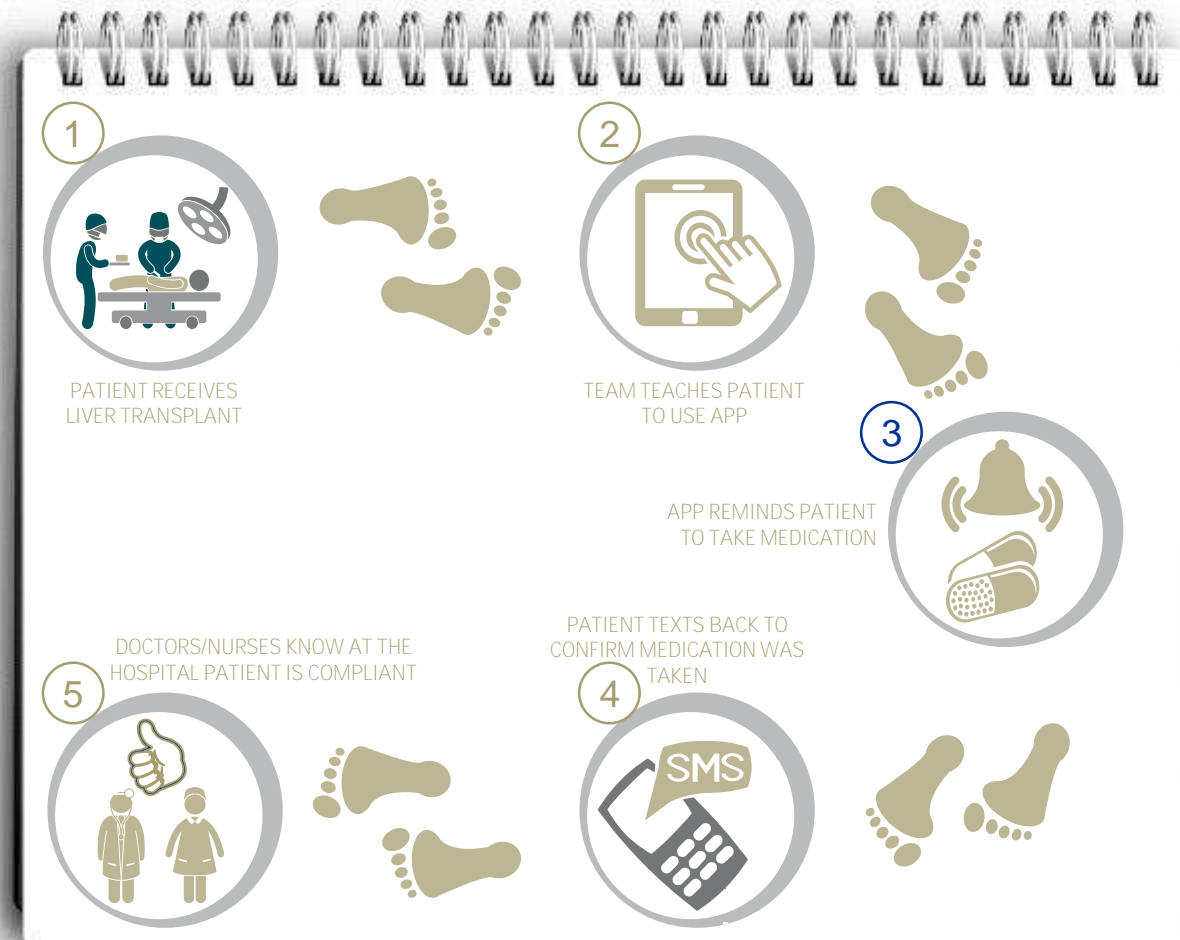 1
PATIENT RECEIVES
LIVER TRANSPLANT
2
TEAM TEACHES PATIENT
TO USE APP
3
APP REMINDS PATIENT
TO TAKE MEDICATION
PATIENT TEXTS BACK TO
CONFIRM MEDICATION WAS
TAKEN
4
SMS
DOCTORS/NURSES KNOW AT THE
HOSPITAL PATIENT IS COMPLIANT
5